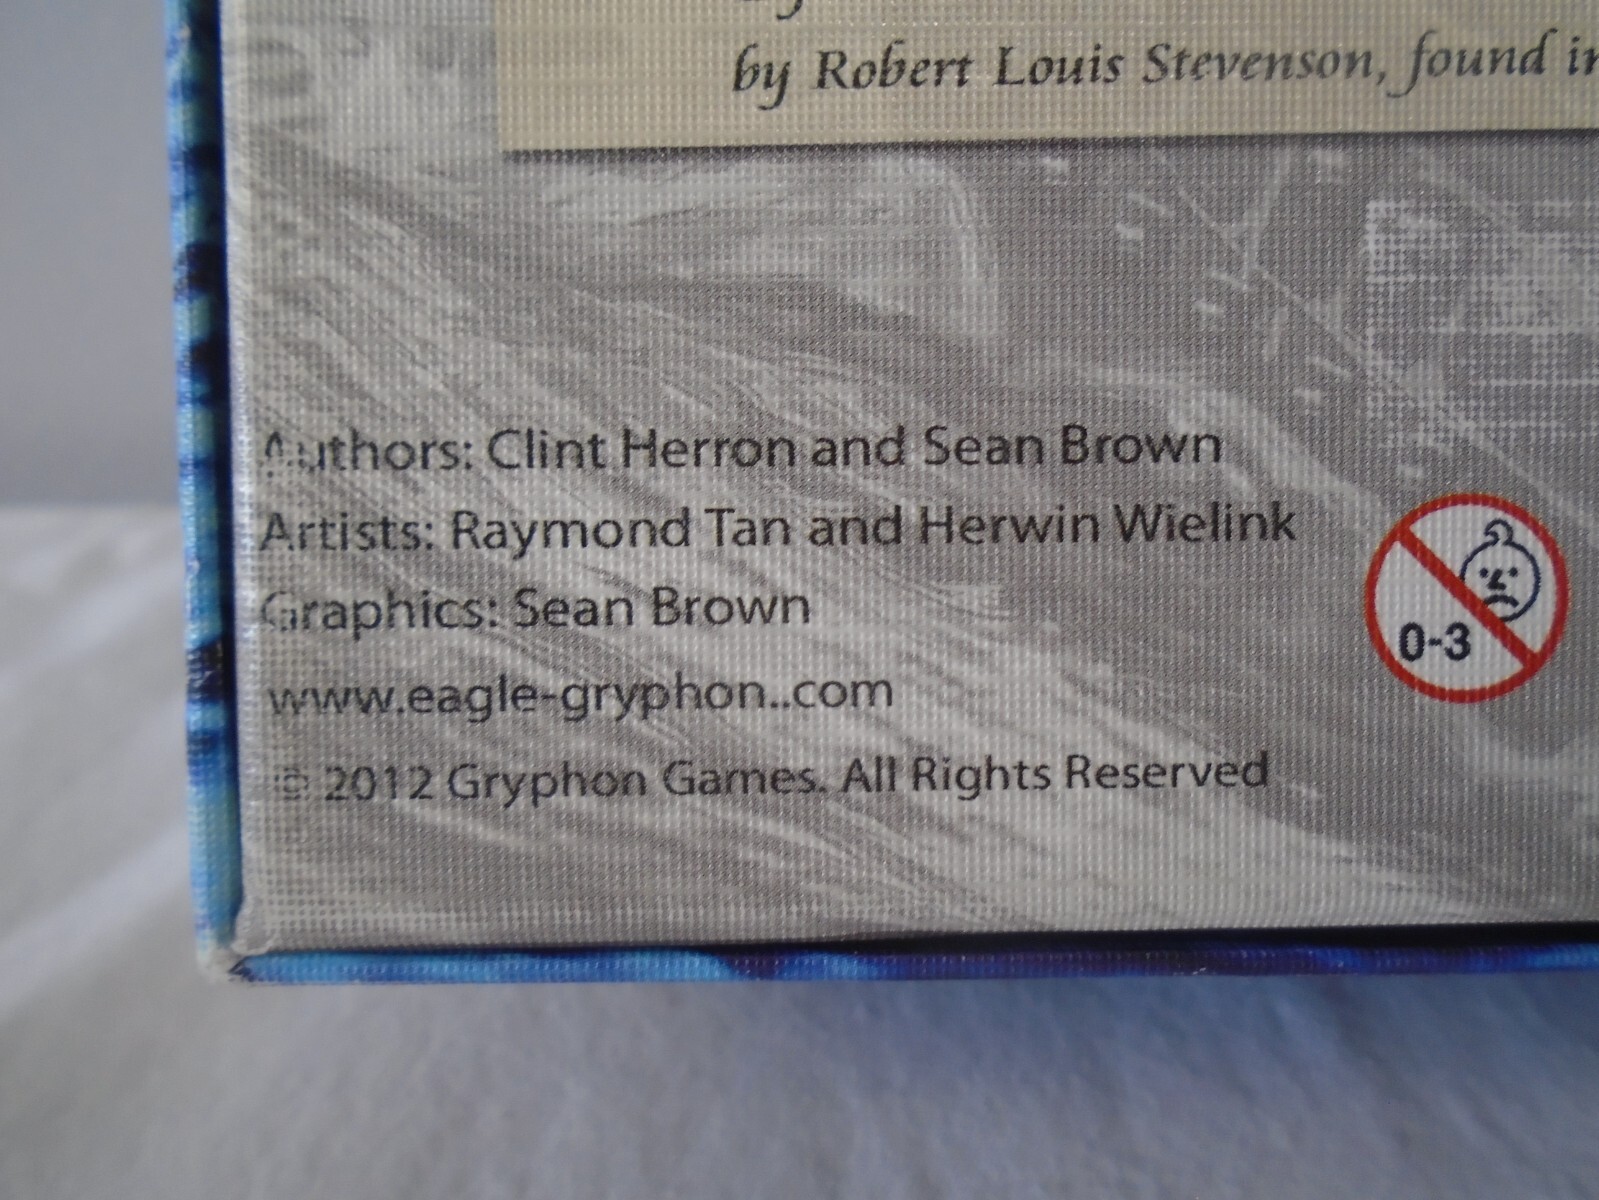 by Robert Louis Stevenson, found in
Authors: Clint Herron and Sean Brown
Artists: Raymond Tan and Herwin Wielink
Graphics: Sean Brown
0-3
www.eagle-gryphon..com
© 2012 Gryphon Games. All Rights Reserved